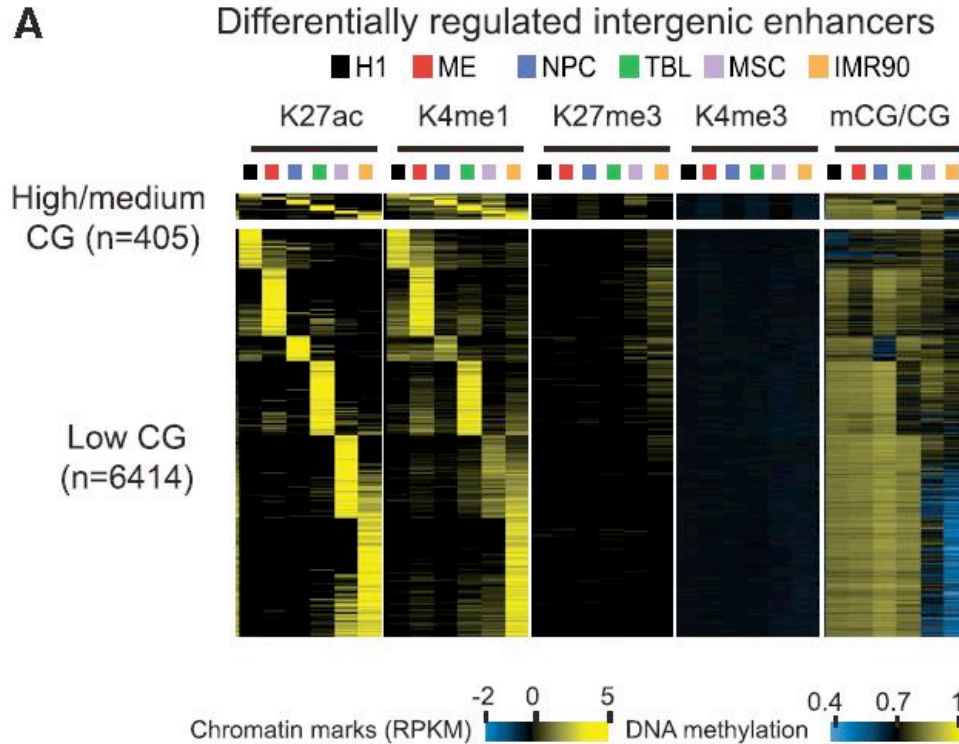 A Differentially regulated intergenic enhancers
H1 ME NPC TBL MSC IMR90
K27ac K4me1 K27me3 K4me3 mCG/CG
High/medium
CG (n=405)
Low CG
(n=6414)
-2 0 5 0.4 0.7 1
Chromatin marks (RPKM) DNA methylation